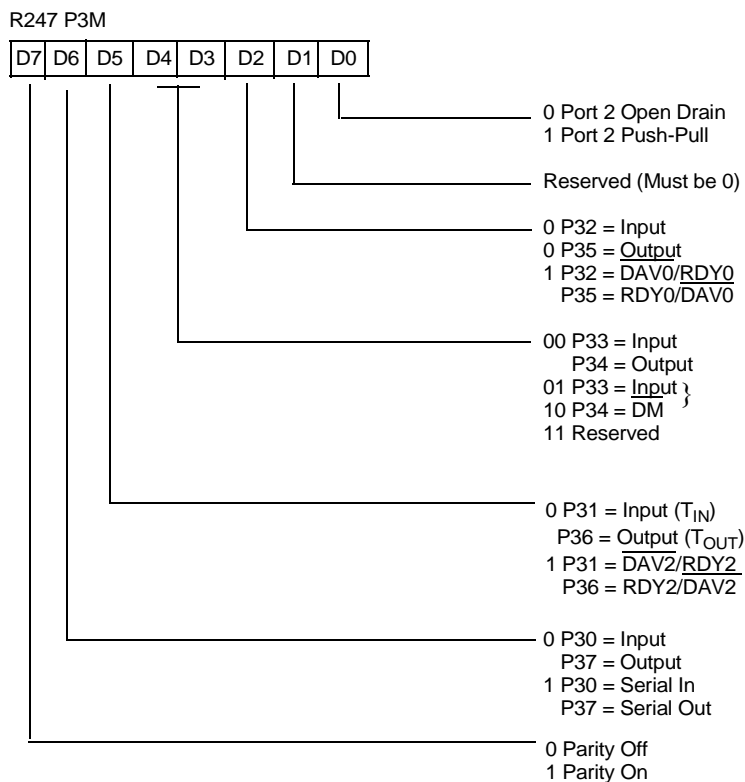 R247 P3M
D7 D6 D5 D4 D3 D2 D1 D0
0 Port 2 Open Drain
1 Port 2 Push-Pull
Reserved (Must be 0)
0 P32 = Input
0 P35 = Output
1 P32 = DAV0/RDY0
P35 = RDY0/DAV0
00 P33 = Input
P34 = Output
01 P33 = Input }
10 P34 = DM
11 Reserved
0 P31 = Input (TIN)
P36 = Output (TOUT)
1 P31 = DAV2/RDY2
P36 = RDY2/DAV2
0 P30 = Input
P37 = Output
1 P30 = Serial In
P37 = Serial Out
0 Parity Off
1 Parity On